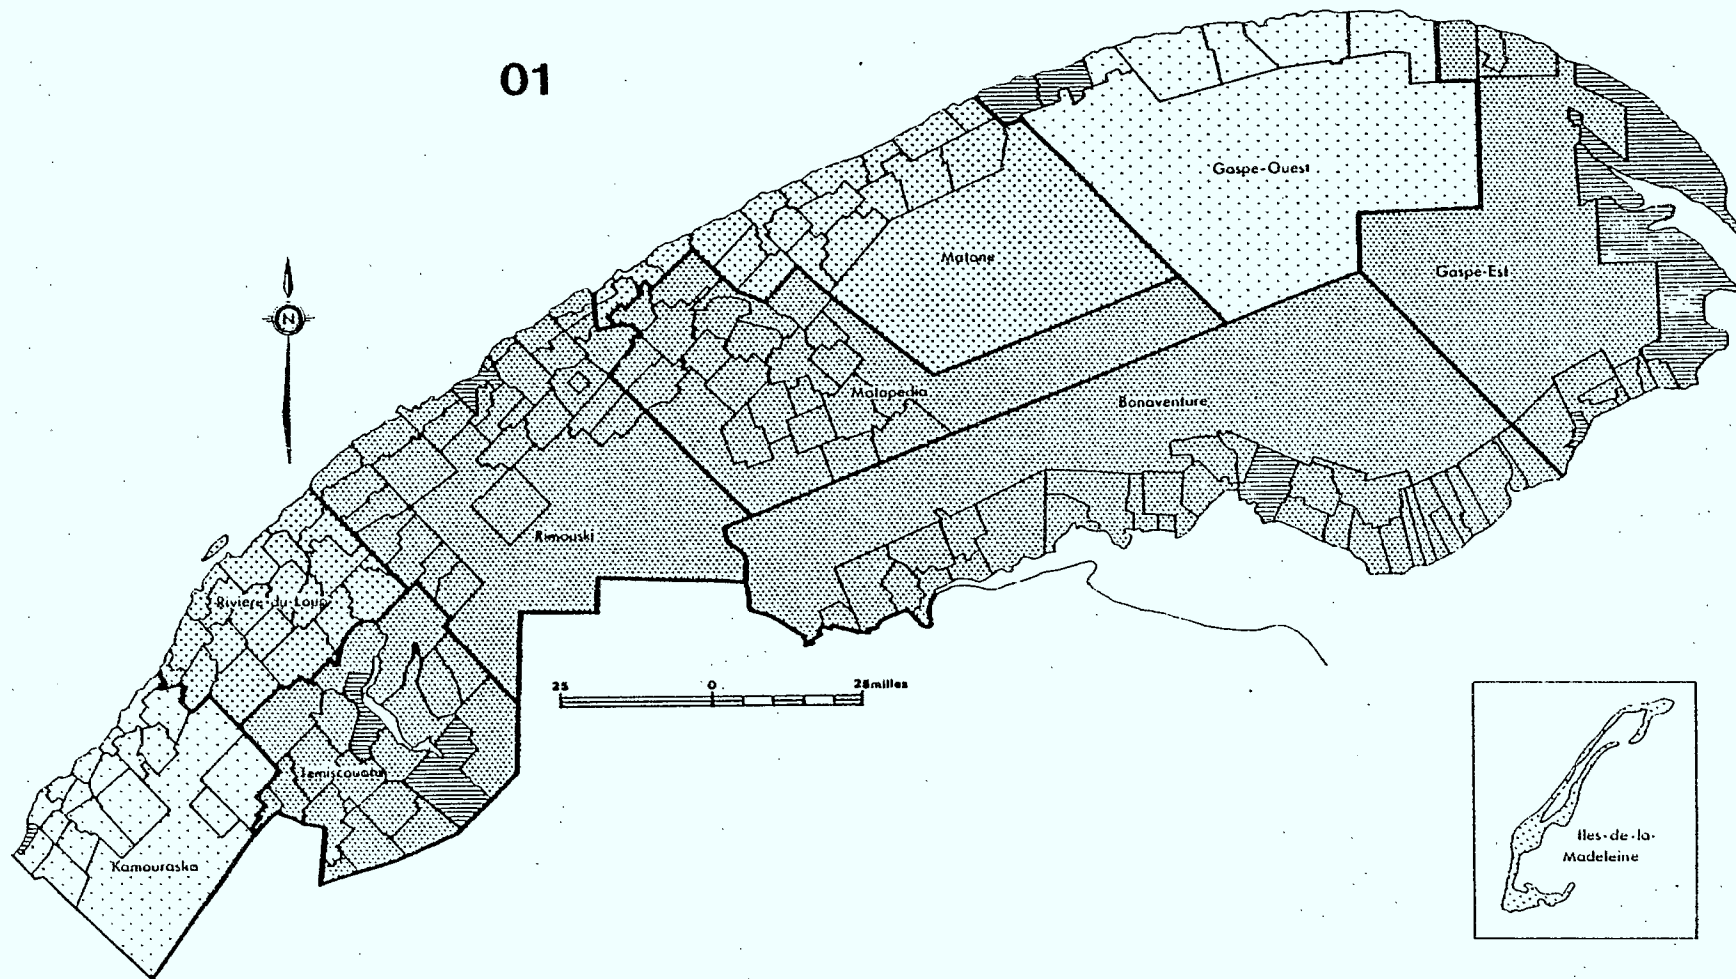 01
Gaspe-Ouest
Matane
Gaspe-Est
N
Matapedia
Bonaventure
Rimouski
Riviere-du-Loup
25 0 25milles
Temiscouata
Iles-de-la-
Madeleine
Kamouraska